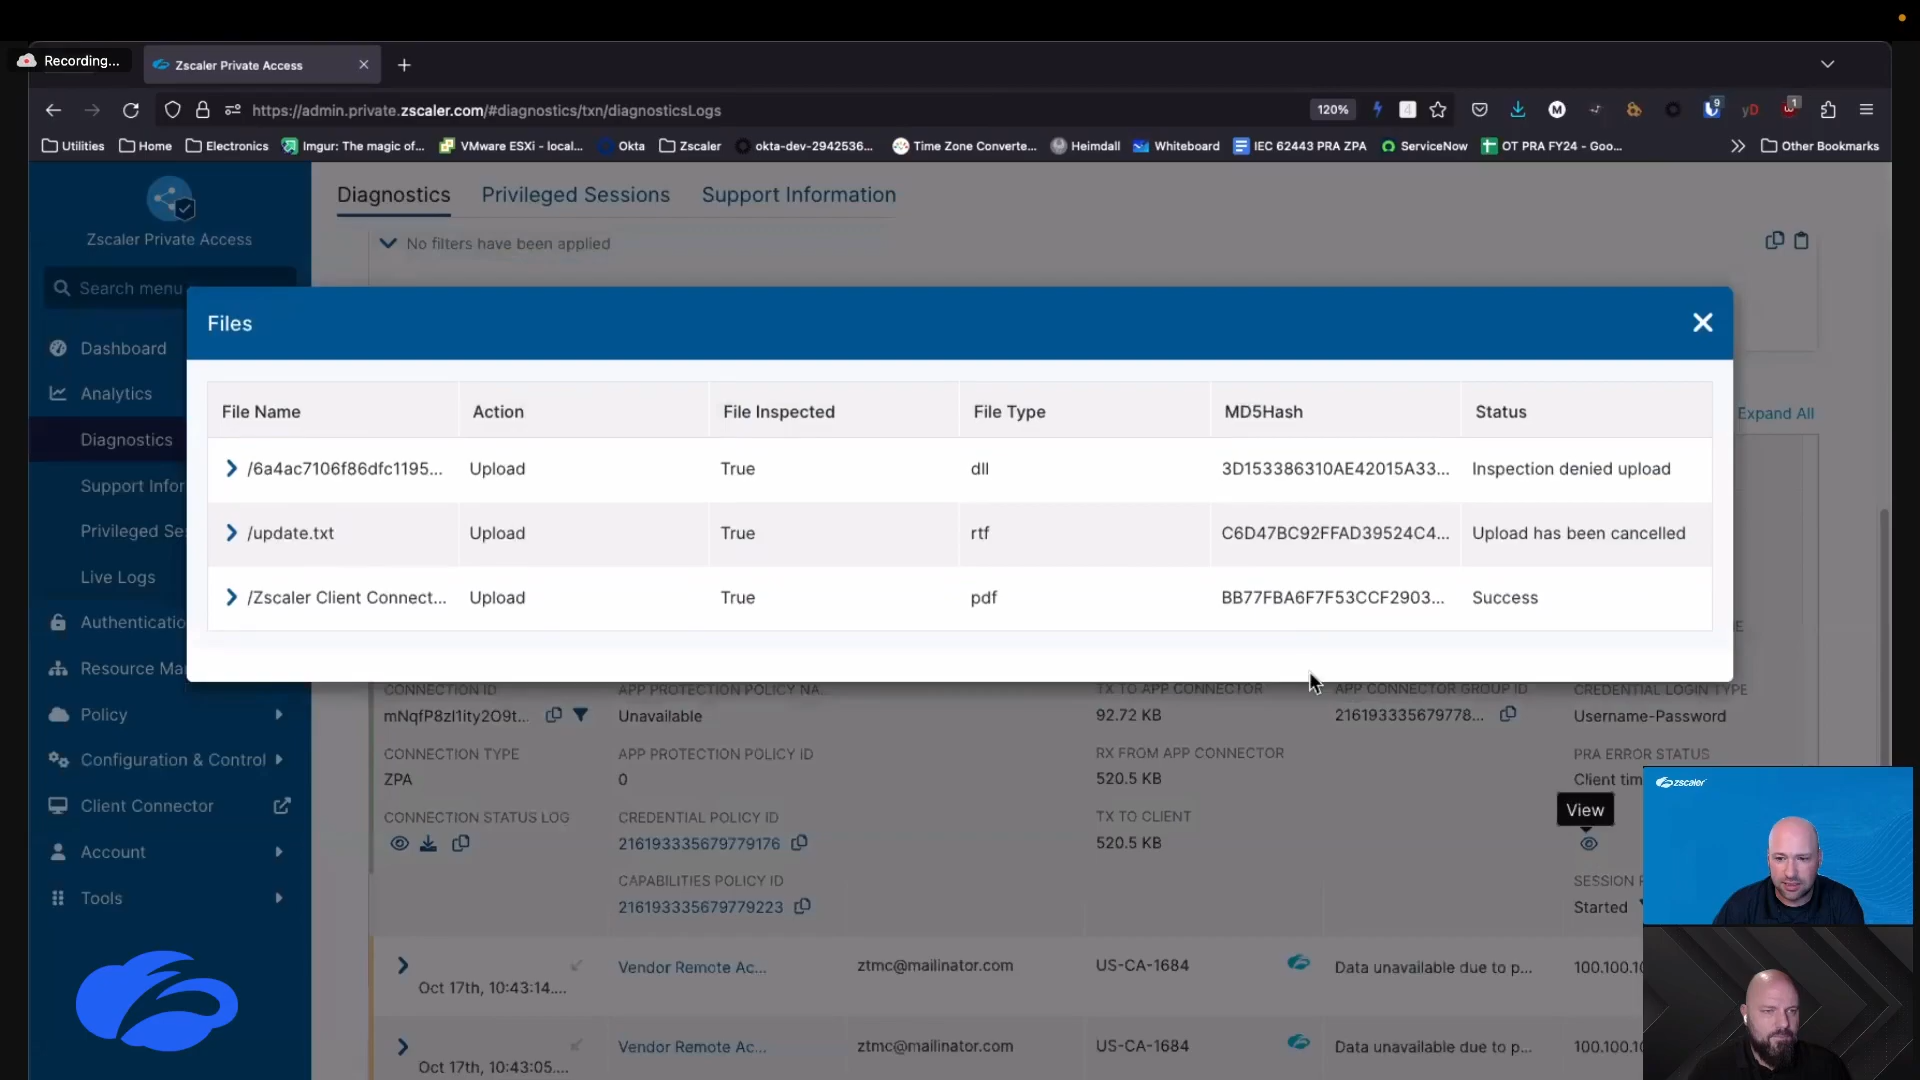 Recording...
Zscaler Private Access
https://admin.private.zscaler.com/#diagnostics/txn/diagnosticsLogs
120%
4
9
yD
1
Utilities
Home
Electronics
Imgur: The magic of...
VMware ESXi - local...
Okta
Zscaler
okta-dev-2942536...
Time Zone Converte...
Heimdall
Whiteboard
IEC 62443 PRA ZPA
ServiceNow
OT PRA FY24 - Goo...
Other Bookmarks
Zscaler Private Access
Search menu
Dashboard
Analytics
Diagnostics
Support Infor
Privileged Se
Live Logs
Authenticatio
Resource Ma
Policy
Configuration & Control
Client Connector
Account
Tools
Diagnostics
Privileged Sessions
Support Information
No filters have been applied
Expand All
Files
File Name
Action
File Inspected
File Type
MD5Hash
Status
/6a4ac7106f86dfc1195...
Upload
True
dll
3D153386310AE42015A33...
Inspection denied upload
/update.txt
Upload
True
rtf
C6D47BC92FFAD39524C4...
Upload has been cancelled
/Zscaler Client Connect...
Upload
True
pdf
BB77FBA6F7F53CCF2903...
Success
CONNECTION ID
APP PROTECTION POLICY NA...
TX TO APP CONNECTOR
APP CONNECTOR GROUP ID
CREDENTIAL LOGIN TYPE
mNqfP8zl1ity2O9t...
Unavailable
92.72 KB
216193335679778...
Username-Password
CONNECTION TYPE
APP PROTECTION POLICY ID
RX FROM APP CONNECTOR
PRA ERROR STATUS
ZPA
0
520.5 KB
Client tim
CONNECTION STATUS LOG
CREDENTIAL POLICY ID
TX TO CLIENT
View
216193335679779176
520.5 KB
CAPABILITIES POLICY ID
SESSION
216193335679779223
Started
Oct 17th, 10:43:14....
Vendor Remote Ac...
ztmc@mailinator.com
US-CA-1684
Data unavailable due to p...
100.100.10
Oct 17th, 10:43:05....
Vendor Remote Ac...
ztmc@mailinator.com
US-CA-1684
Data unavailable due to p...
100.100.10
zscaler